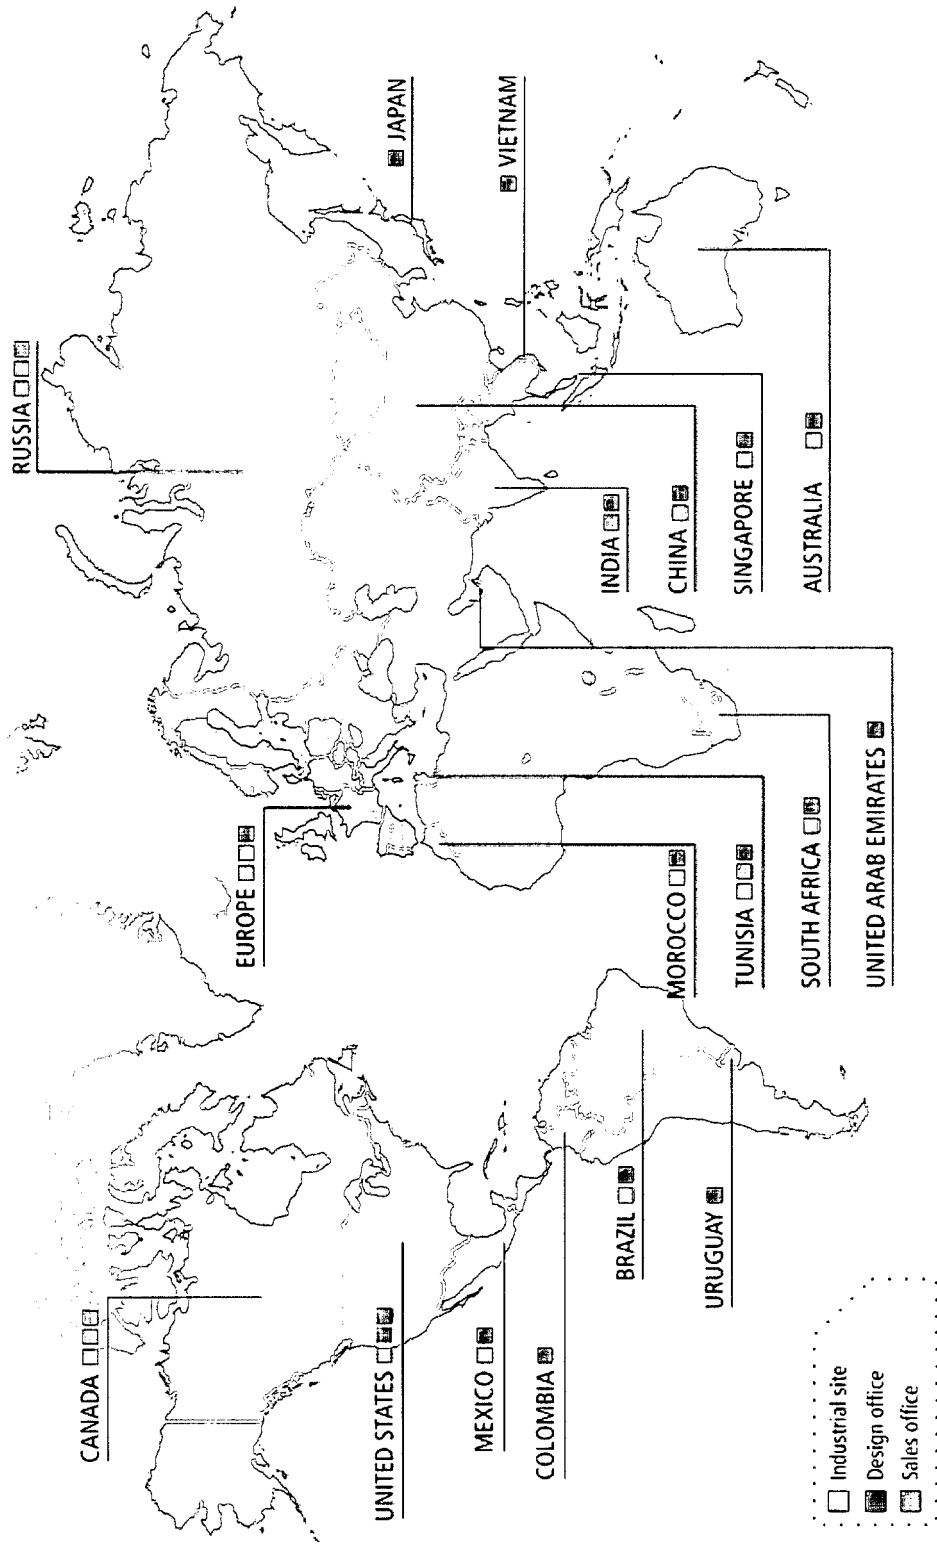 RUSSIA
CANADA
EUROPE
JAPAN
UNITED STATES
VIETNAM
MEXICO
COLOMBIA
INDIA
BRAZIL
MOROCCO
CHINA
URUGUAY
TUNISIA
SINGAPORE
SOUTH AFRICA
AUSTRALIA
UNITED ARAB EMIRATES
Industrial site
Design office
Sales office